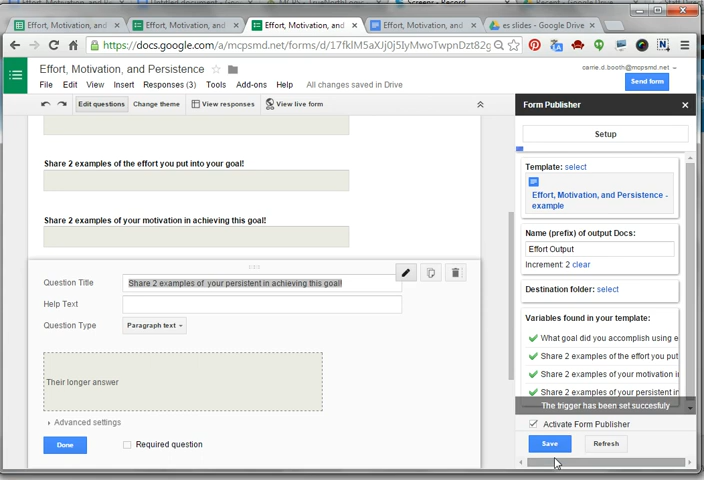 Effort, Motivation, and
Effort, Motivation, and
Effort, Motivation, and
Effort, Motivation, and
es slides - Google Drive
https://docs.google.com/a/mcpsmd.net/forms/d/17fklM5aXJj0j5IyMwoTwpnDzt82g
Effort, Motivation, and Persistence
carrie.d.booth@mcpsmd.net
File Edit View Insert Responses (3) Tools Add-ons Help All changes saved in Drive
Send form
Edit questions Change theme View responses View live form
Form Publisher
Setup
Share 2 examples of the effort you put into your goal!
Share 2 examples of your motivation in achieving this goal!
Question Title Share 2 examples of your persistent in achieving this goal!
Help Text
Question Type Paragraph text
Their longer answer
Advanced settings
Done Required question
Template: select
Effort, Motivation, and Persistence -
example
Name (prefix) of output Docs:
Effort Output
Increment: 2 clear
Destination folder: select
Variables found in your template:
What goal did you accomplish using e
Share 2 examples of the effort you put
Share 2 examples of your motivation in
Share 2 examples of your persistent in
The trigger has been set succesfuly
Activate Form Publisher
Save Refresh